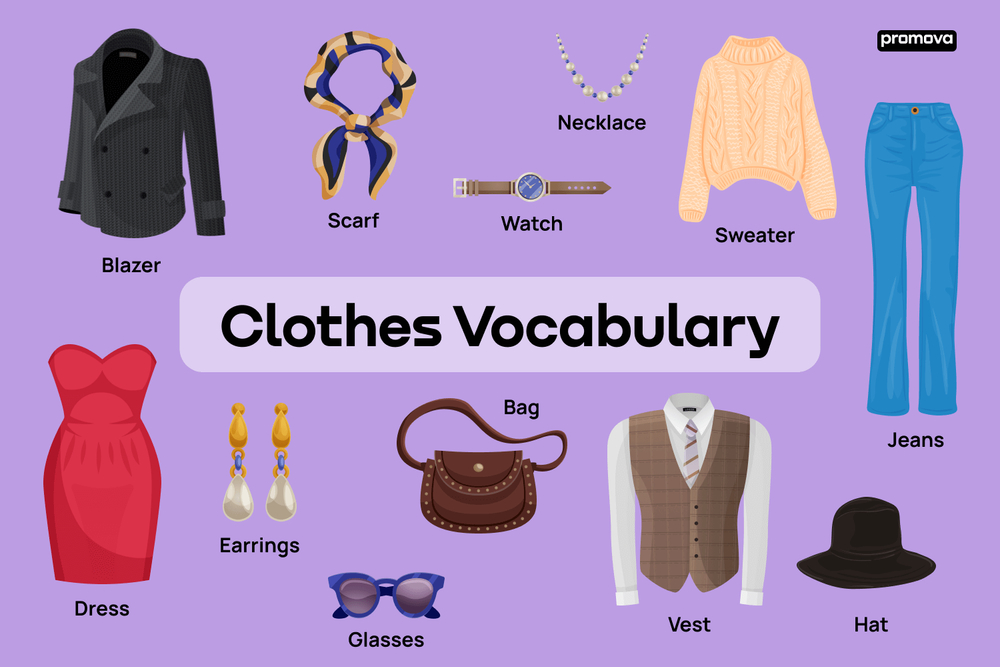 promova
Necklace
Scarf
Watch
Sweater
Blazer
Clothes Vocabulary
Bag
Jeans
Earrings
Dress
Glasses
Vest
Hat